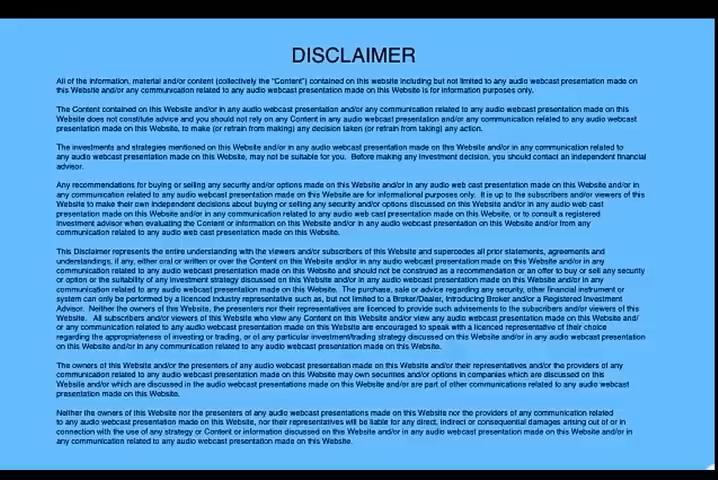 DISCLAIMER
All of the information, material and/or content (collectively the "Content") contained on this website including but not limited to any audio webcast presentation made on
this Website and/or any communication related to any audio webcast presentation made on this Website is for information purposes only.
The Content contained on this Website and/or in any audio webcast presentation and/or any communication related to any audio webcast presentation made on this
Website does not constitute advice and you should not rely on any Content in any audio webcast presentation and/or any communication related to any audio webcast
presentation made on this Website, to make (or refrain from making) any decision taken (or refrain from taking) any action.
The investments and strategies mentioned on this Website and/or in any audio webcast presentation made on this Website and/or in any communication related to
any audio webcast presentation made on this Website, may not be suitable for you. Before making any investment decision, you should contact an independent financial
advisor.
Any recommendations for buying or selling any security and/or options made on this Website and/or in any audio web cast presentation made on this Website and/or in
any communication related to any audio webcast presentation made on this Website are for informational purposes only. It is up to the subscribers and/or viewers of this
Website to make their own independent decisions about buying or selling any security and/or options discussed on this Website and/or in any audio web cast
presentation made on this Website and/or in any communication related to any audio web cast presentation made on this Website, or to consult a registered
investment advisor when evaluating the Content or information on this Website and/or in any audio webcast presentation made on this Website and/or from any
communication related to any audio web cast presentation made on this Website.
This Disclaimer represents the entire understanding with the viewers and/or subscribers of this Website and supercedes all prior statements, agreements and
understandings, if any, either oral or written or over the Content on this Website and/or in any audio webcast presentation made on this Website and/or in any
communication related to any audio webcast presentation made on this Website and should not be construed as a recommendation or an offer to buy or sell any security
or option or the suitability of any investment strategy discussed on this Website and/or in any audio webcast presentation made on this Website and/or in any
communication related to any audio webcast presentation made on this Website. The purchase, sale or advice regarding any security, other financial instrument or
system can only be performed by a licenced industry representative such as, but not limited to a Broker/Dealer, Introducing Broker and/or a Registered Investment
Advisor. Neither the owners of this Website, the presenters nor their representatives are licenced to provide such advisements to the subscribers and/or viewers of this
Website. All subscribers and/or viewers of this Website who view any Content on this Website and/or view any audio webcast presentation made on this Website and/
or any communication related to any audio webcast presentation made on this Website are encouraged to speak with a licenced representative of their choice
regarding the appropriateness of investing or trading, or of any particular investment/trading strategy discussed on this Website and/or in any audio webcast presentation
on this Website and/or in any communication related to any audio webcast presentation made on this Website.
The owners of this Website and/or the presenters of any audio webcast presentation made on this Website and/or their representatives and/or the providers of any
communication related to any audio webcast presentation made on this Website may own securities and/or options in companies which are discussed on this
Website and/or which are discussed in the audio webcast presentations made on this Website and/or are part of other communications related to any audio webcast
presentation made on this Website.
Neither the owners of this Website nor the presenters of any audio webcast presentations made on this Website nor the providers of any communication related
to any audio webcast presentation made on this Website, nor their representatives will be liable for any direct, indirect or consequential damages arising out of or in
connection with the use of any strategy or Content or information discussed on this Website and/or in any audio webcast presentation made on this Website and/or in
any communication related to any audio webcast presentation made on this Website.